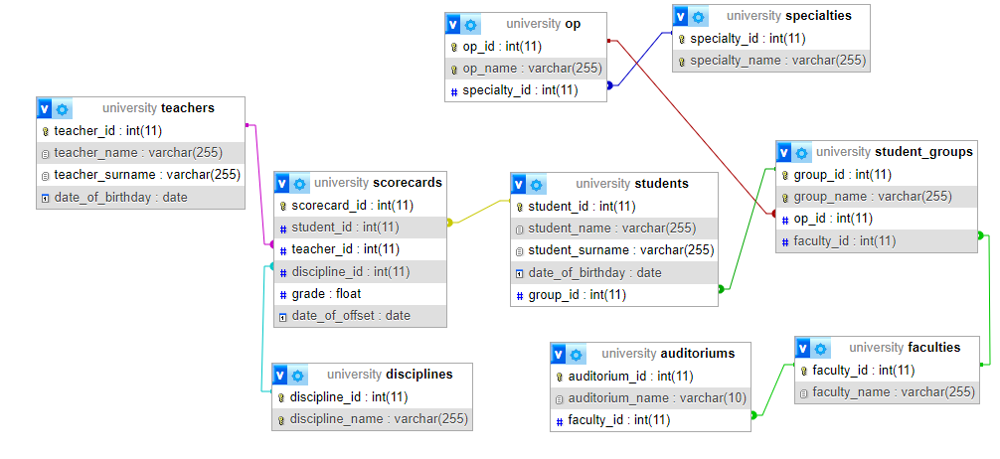 university op
op_id : int(11)
op_name : varchar(255)
specialty_id : int(11)
university specialties
specialty_id : int(11)
specialty_name : varchar(255)
university teachers
teacher_id : int(11)
teacher_name : varchar(255)
teacher_surname : varchar(255)
date_of_birthday : date
university scorecards
scorecard_id : int(11)
student_id : int(11)
teacher_id : int(11)
discipline_id : int(11)
grade : float
date_of_offset : date
university students
student_id : int(11)
student_name : varchar(255)
student_surname : varchar(255)
date_of_birthday : date
group_id : int(11)
university student_groups
group_id : int(11)
group_name : varchar(255)
op_id : int(11)
faculty_id : int(11)
university disciplines
discipline_id : int(11)
discipline_name : varchar(255)
university auditoriums
auditorium_id : int(11)
auditorium_name : varchar(10)
faculty_id : int(11)
university faculties
faculty_id : int(11)
faculty_name : varchar(255)